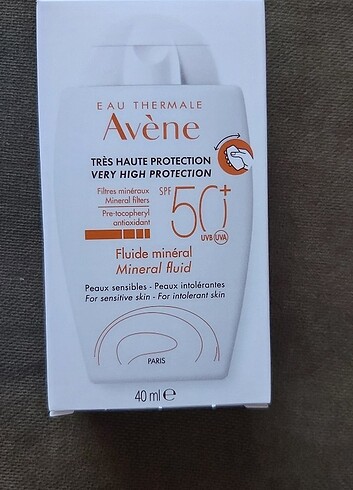 EAU THERMALE
Avène
TRÈS HAUTE PROTECTION
VERY HIGH PROTECTION
Filtres minéraux
Mineral filters
Pre-tocopheryl
antioxidant
SPF 50+
UVB UVA
Fluide minéral
Mineral fluid
Peaux sensibles - Peaux intolérantes
For sensitive skin - For intolerant skin
PARIS
40 ml e